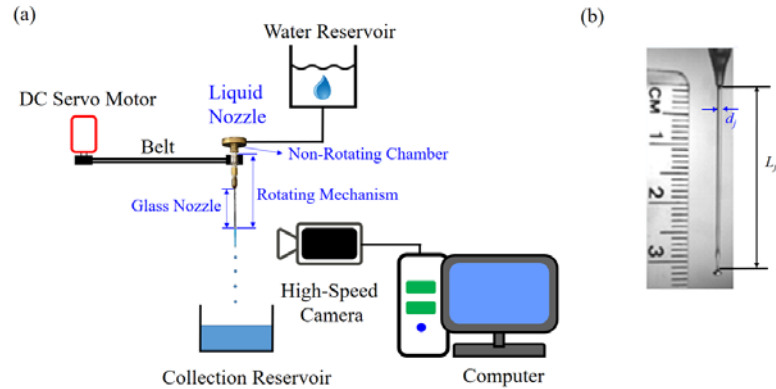 (a)
(b)
Water Reservoir
DC Servo Motor
Liquid
Nozzle
Belt
Non-Rotating Chamber
Rotating Mechanism
Glass Nozzle
High-Speed
Camera
Collection Reservoir
Computer
CM
1
2
3
dj
Lj